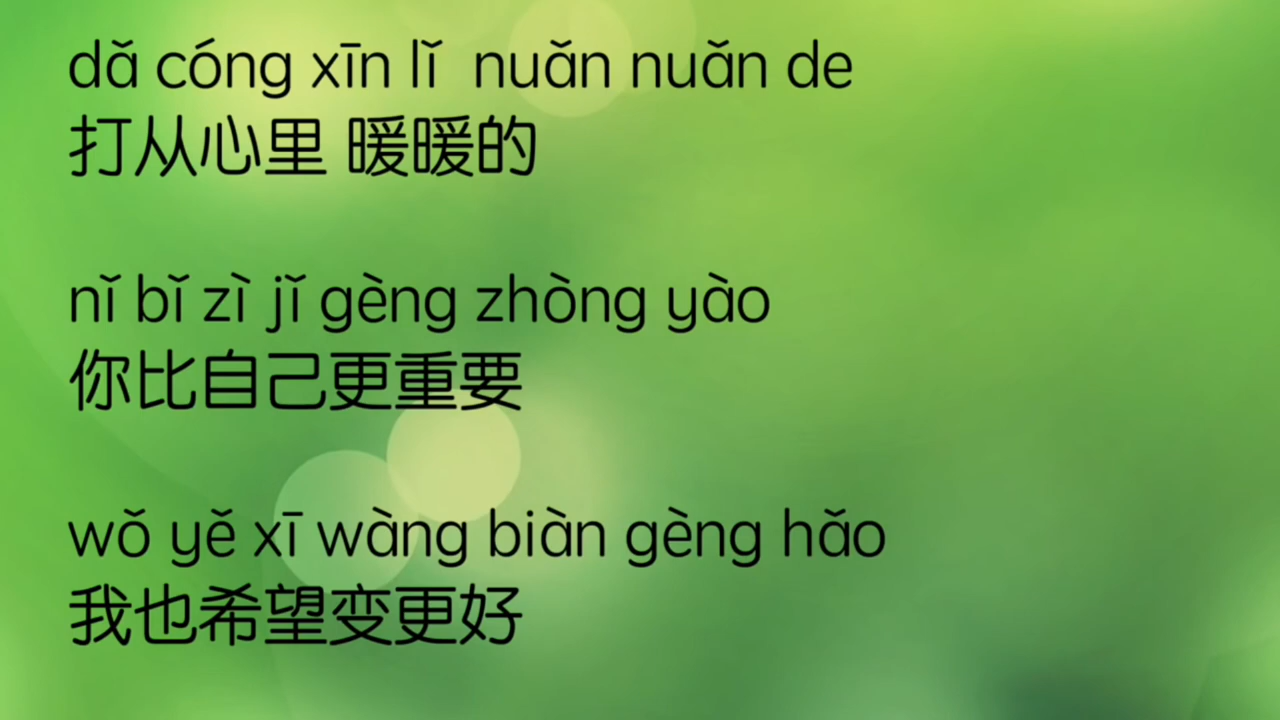 dǎ cóng xīn lǐ  nuǎn nuǎn de
打从心里 暖暖的
nǐ bǐ zì jǐ gèng zhòng yào
你比自己更重要
wǒ yě xī wàng biàn gèng hǎo
我也希望变更好